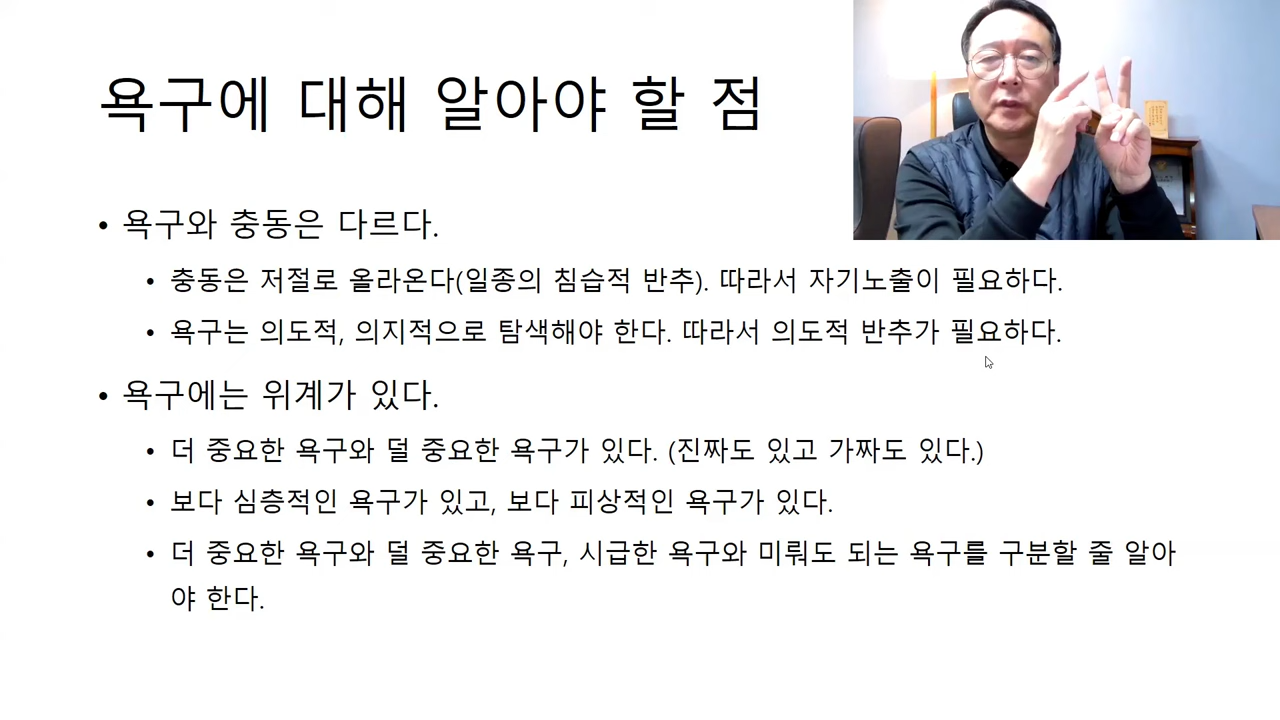 욕구에 대해 알아야 할 점
• 욕구와 충동은 다르다.
• 충동은 저절로 올라온다(일종의 침습적 반추). 따라서 자기노출이 필요하다.
• 욕구는 의도적, 의지적으로 탐색해야 한다. 따라서 의도적 반추가 필요하다.
• 욕구에는 위계가 있다.
• 더 중요한 욕구와 덜 중요한 욕구가 있다. (진짜도 있고 가짜도 있다.)
• 보다 심층적인 욕구가 있고, 보다 피상적인 욕구가 있다.
• 더 중요한 욕구와 덜 중요한 욕구, 시급한 욕구와 미뤄도 되는 욕구를 구분할 줄 알아
야 한다.